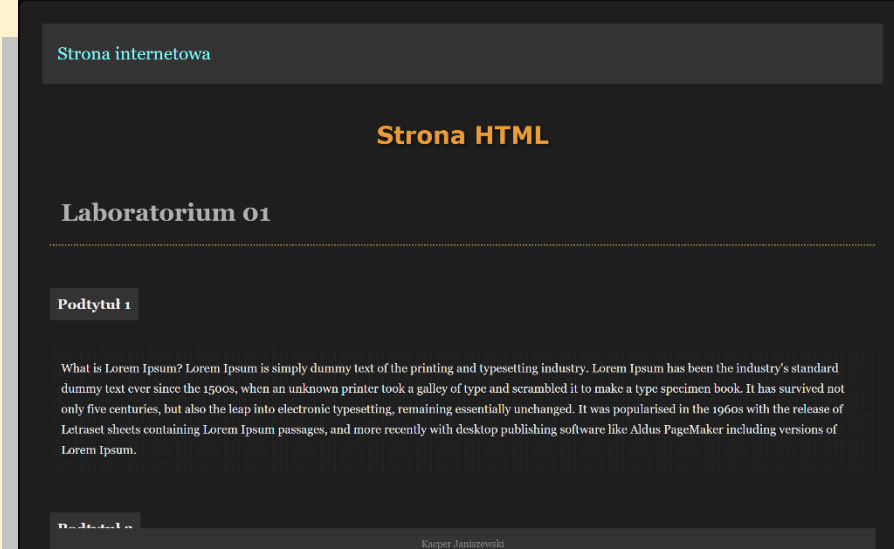 Strona internetowa
Strona HTML
Laboratorium 01
Podtytuł 1
What is Lorem Ipsum? Lorem Ipsum is simply dummy text of the printing and typesetting industry. Lorem Ipsum has been the industry's standard
dummy text ever since the 1500s, when an unknown printer took a galley of type and scrambled it to make a type specimen book. It has survived not
only five centuries, but also the leap into electronic typesetting, remaining essentially unchanged. It was popularised in the 1960s with the release of
Letraset sheets containing Lorem Ipsum passages, and more recently with desktop publishing software like Aldus PageMaker including versions of
Lorem Ipsum.
Podtytuł 2
Kacper Janiszewski